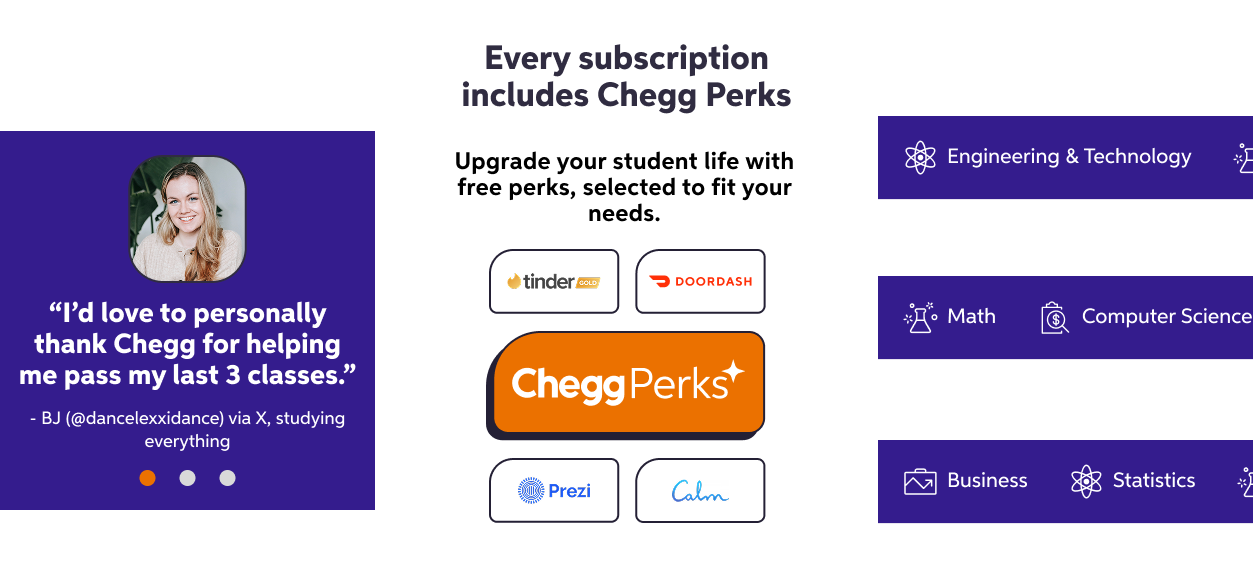 “I’d love to personally
thank Chegg for helping
me pass my last 3 classes.”
- BJ (@dancelexxidance) via X, studying
everything
Every subscription
includes Chegg Perks
Upgrade your student life with
free perks, selected to fit your
needs.
tinder GOLD
DOORDASH
CheggPerks
Prezi
Calm
Engineering & Technology
Math
Computer Science
Business
Statistics